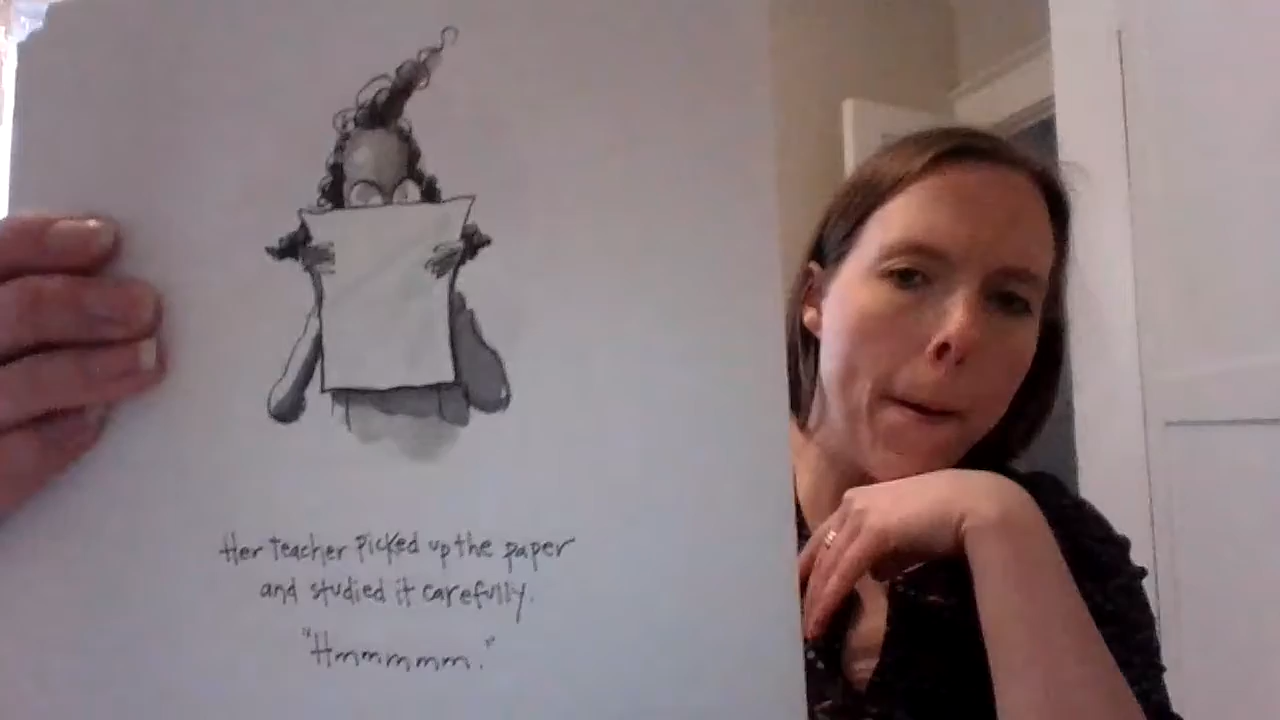 Her teacher picked up the paper
and studied it carefully.
"Hmmmmm."